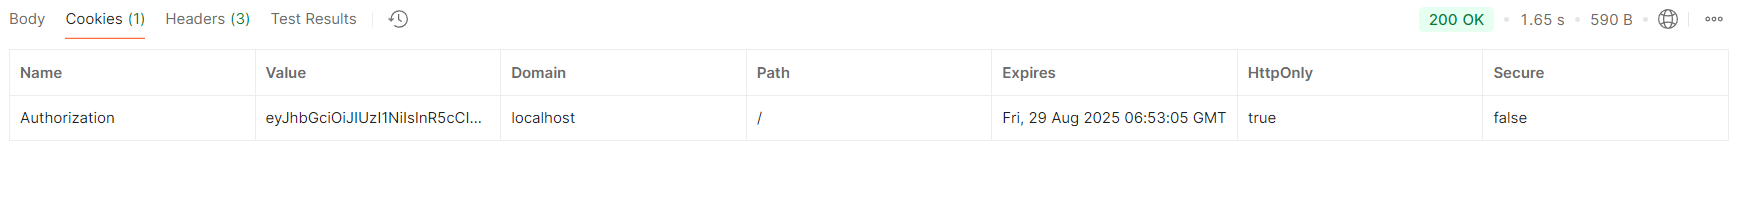 Body Cookies (1) Headers (3) Test Results 200 OK • 1.65 s • 590 B •
Name Value Domain Path Expires HttpOnly Secure
Authorization eyJhbGciOiJIUzI1NiIsInR5cCI... localhost / Fri, 29 Aug 2025 06:53:05 GMT true false